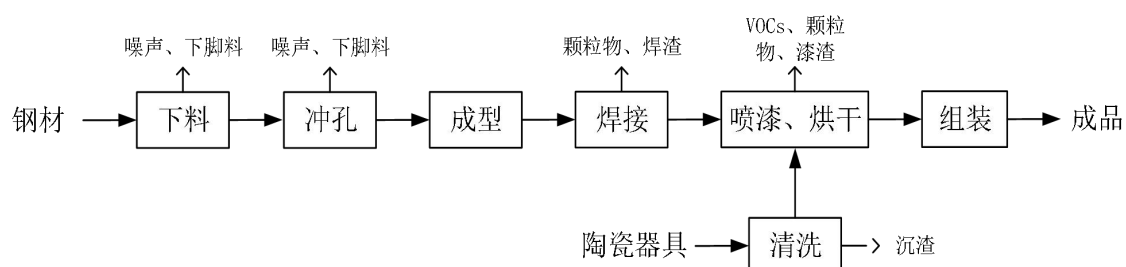 噪声、下脚料
噪声、下脚料
颗粒物、焊渣
VOCs、颗粒
物、漆渣
钢材
下料
冲孔
成型
焊接
喷漆、烘干
组装
成品
陶瓷器具
清洗
沉渣